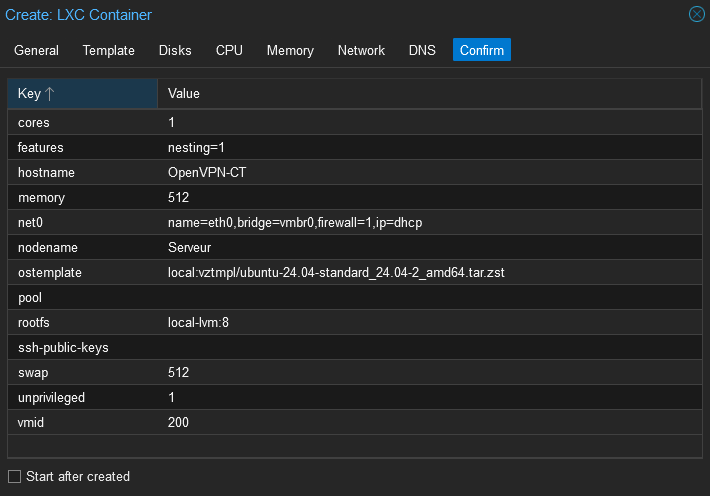 Create: LXC Container
General Template Disks CPU Memory Network DNS Confirm
Key Value
cores 1
features nesting=1
hostname OpenVPN-CT
memory 512
net0 name=eth0,bridge=vmbr0,firewall=1,ip=dhcp
nodename Serveur
ostemplate local:vztmpl/ubuntu-24.04-standard_24.04-2_amd64.tar.zst
pool
rootfs local-lvm:8
ssh-public-keys
swap 512
unprivileged 1
vmid 200
Start after created